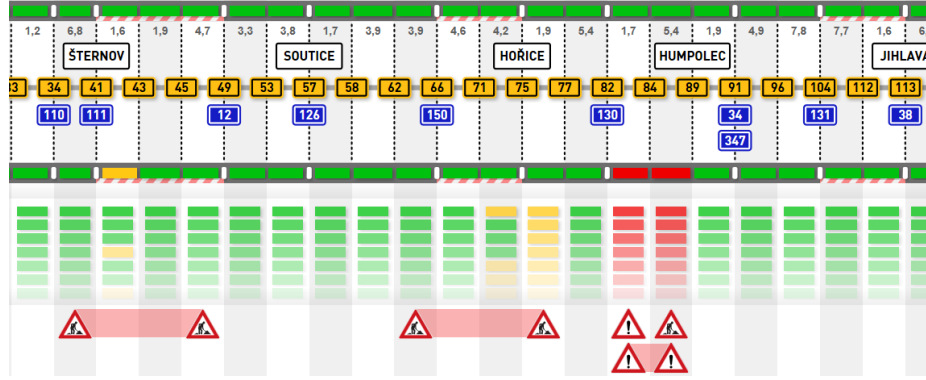 1,2 6,8 1,6 1,9 4,7 3,3 3,8 1,7 3,9 3,9 4,6 4,2 1,9 5,4 1,7 5,4 1,9 4,9 7,8 7,7 1,6
ŠTERNOV SOUTICE HOŘICE HUMPOLEC JIHLAVA
34 41 43 45 49 53 57 58 62 66 71 75 77 82 84 89 91 96 104 112 113
110 111 12 126 150 130 34 131 38
347